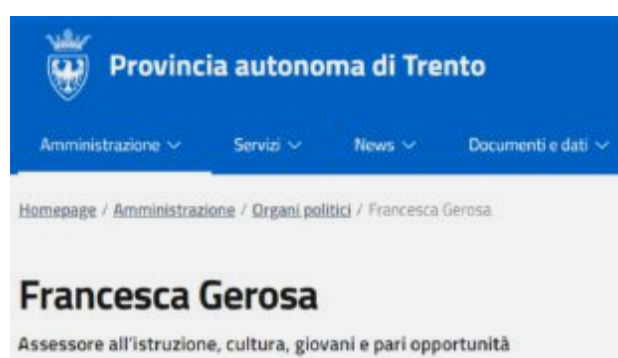 Provincia autonoma di Trento
Amministrazione Servizi News Documenti e dati
Homepage / Amministrazione / Organi politici / Francesca Gerosa
Francesca Gerosa
Assessore all'istruzione, cultura, giovani e pari opportunità